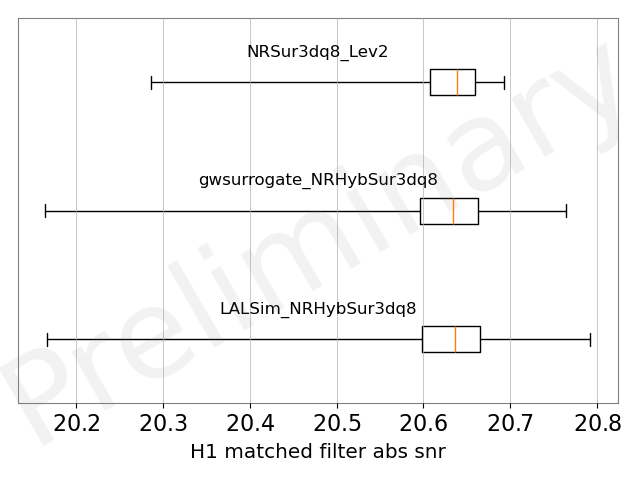 NRSur3dq8_Lev2
gwsurrogate_NRHybSur3dq8
LALSim_NRHybSur3dq8
Preliminary
20.2 20.3 20.4 20.5 20.6 20.7 20.8
H1 matched filter abs snr